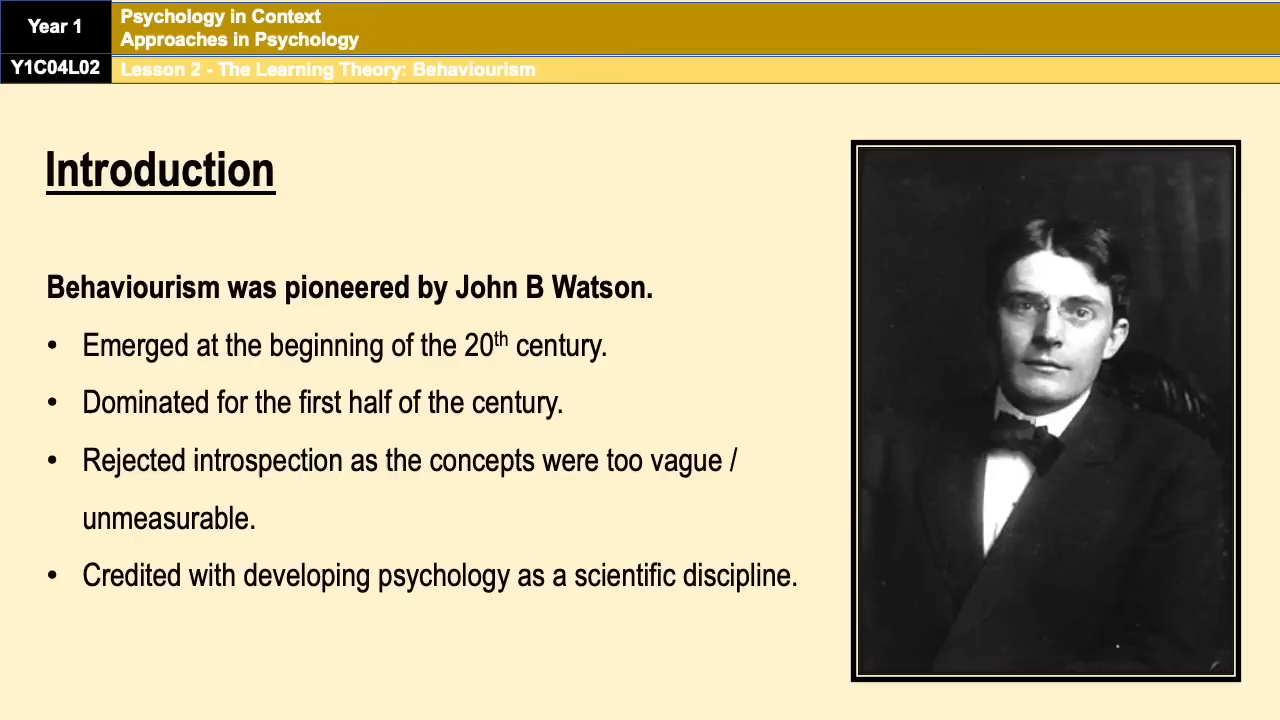 Year 1
Psychology in Context
Approaches in Psychology
Y1C04L02
Lesson 2 - The Learning Theory: Behaviourism
Introduction
Behaviourism was pioneered by John B Watson.
• Emerged at the beginning of the 20th century.
• Dominated for the first half of the century.
• Rejected introspection as the concepts were too vague /
unmeasurable.
• Credited with developing psychology as a scientific discipline.